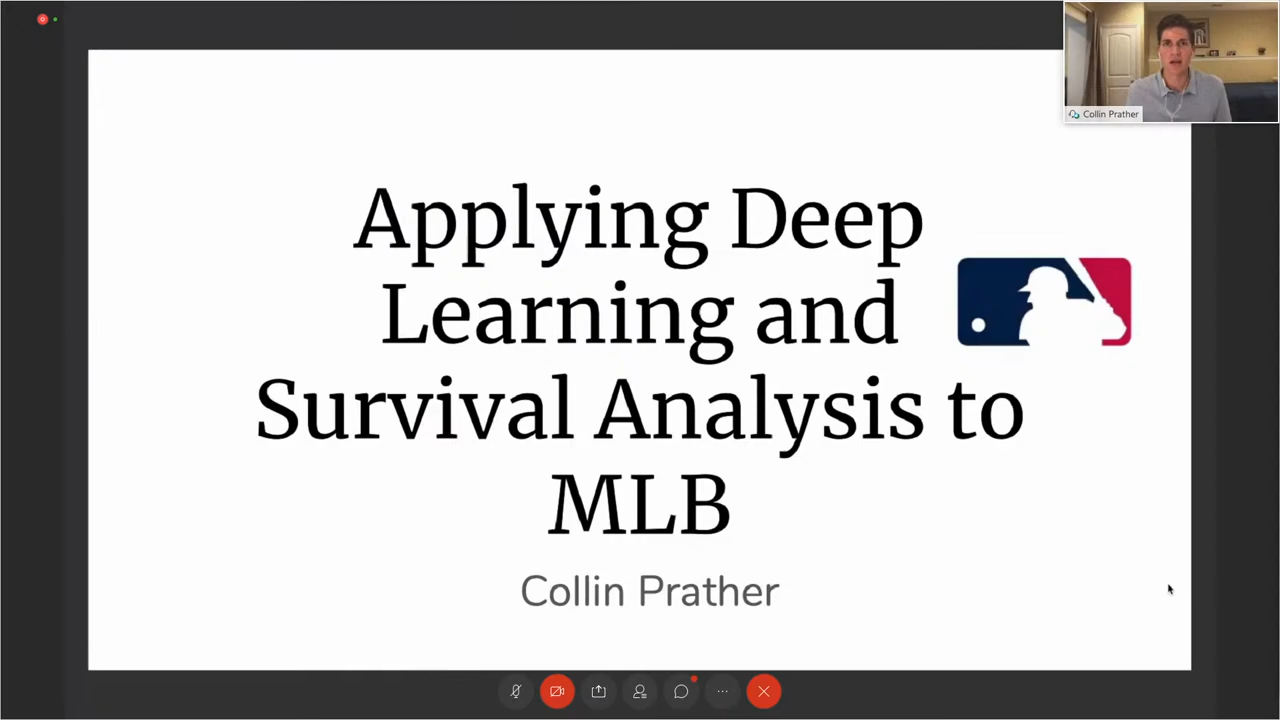 Collin Prather
Applying Deep
Learning and
Survival Analysis to
MLB
Collin Prather